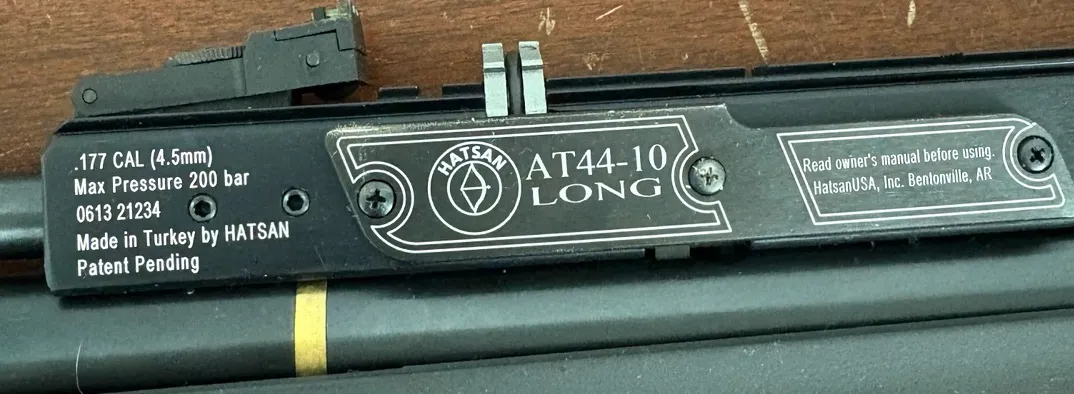 .177 CAL (4.5mm)
Max Pressure 200 bar
0613 21234
Made in Turkey by HATSAN
Patent Pending
HATSAN
AT44-10
LONG
Read owner's manual before using.
HatsanUSA, Inc. Bentonville, AR